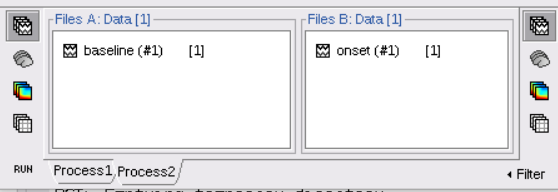 Files A: Data [1]
Files B: Data [1]
baseline (#1) [1]
onset (#1) [1]
RUN
Process1
Process2
Filter